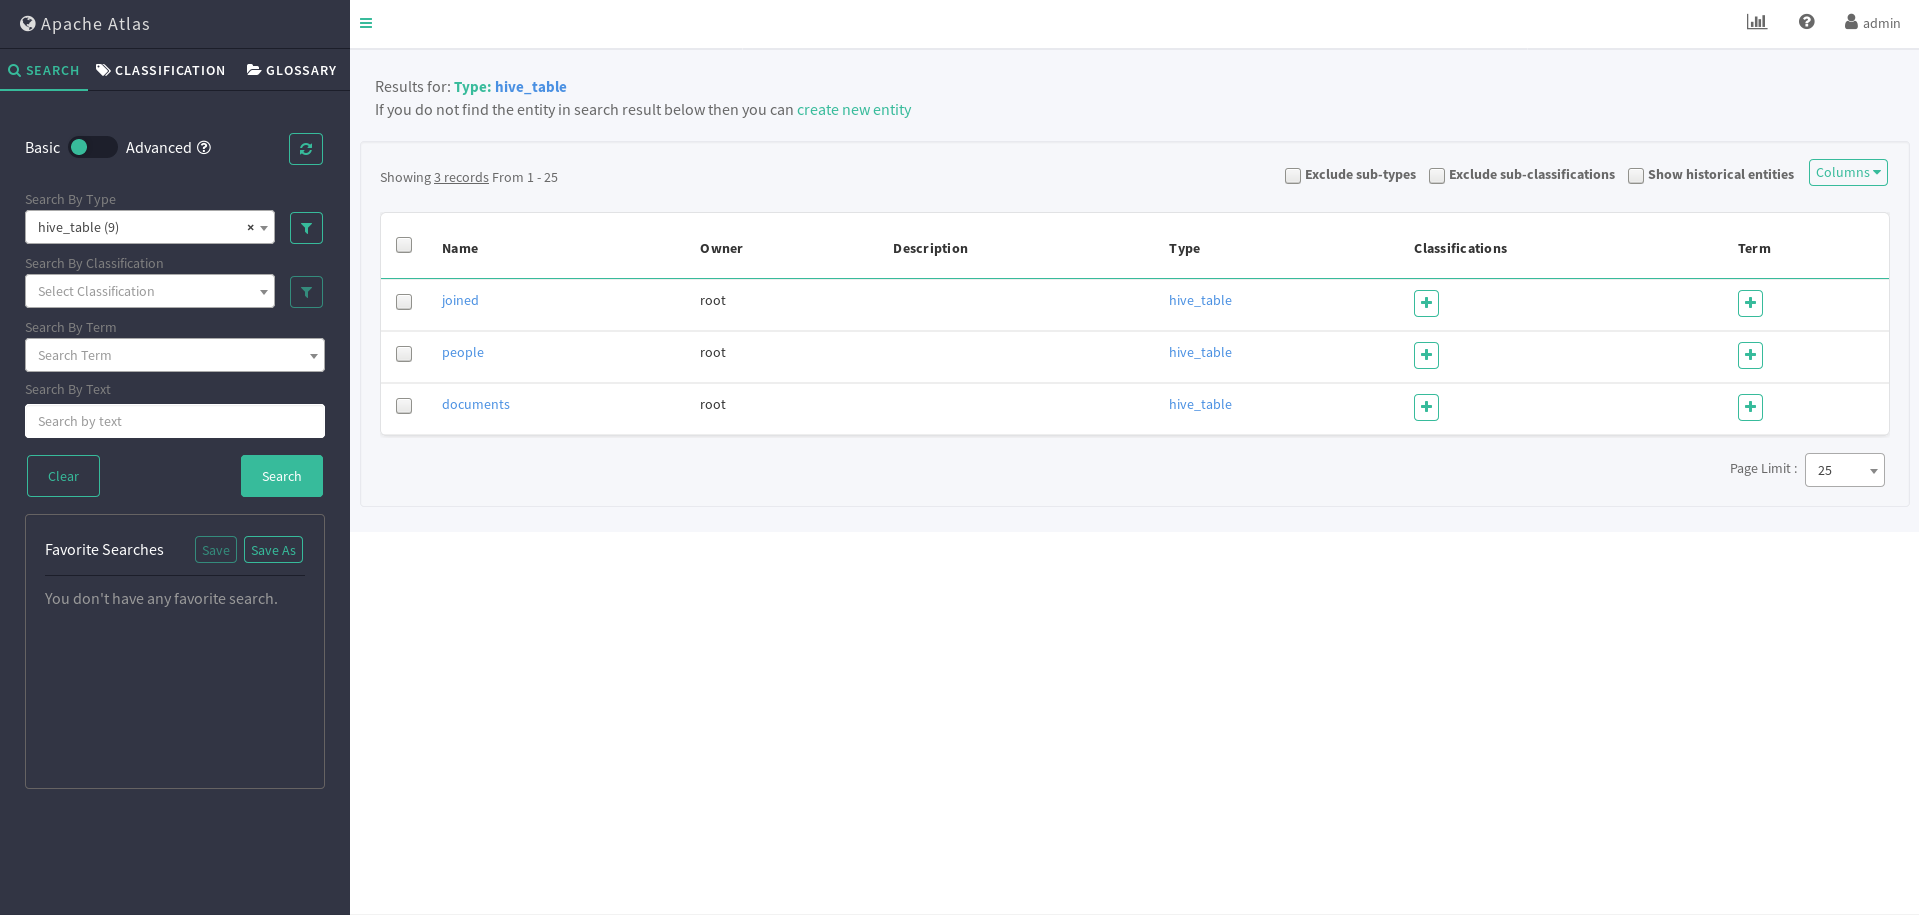 Apache Atlas
SEARCH CLASSIFICATION GLOSSARY
admin
Basic Advanced
Search By Type
hive_table (9) ×
Search By Classification
Select Classification
Search By Term
Search Term
Search By Text
Search by text
Clear Search
Favorite Searches Save Save As
You don't have any favorite search.
Results for: Type: hive_table
If you do not find the entity in search result below then you can create new entity
Showing 3 records From 1 - 25
Exclude sub-types Exclude sub-classifications Show historical entities Columns
Name Owner Description Type Classifications Term
joined root hive_table
people root hive_table
documents root hive_table
Page Limit : 25